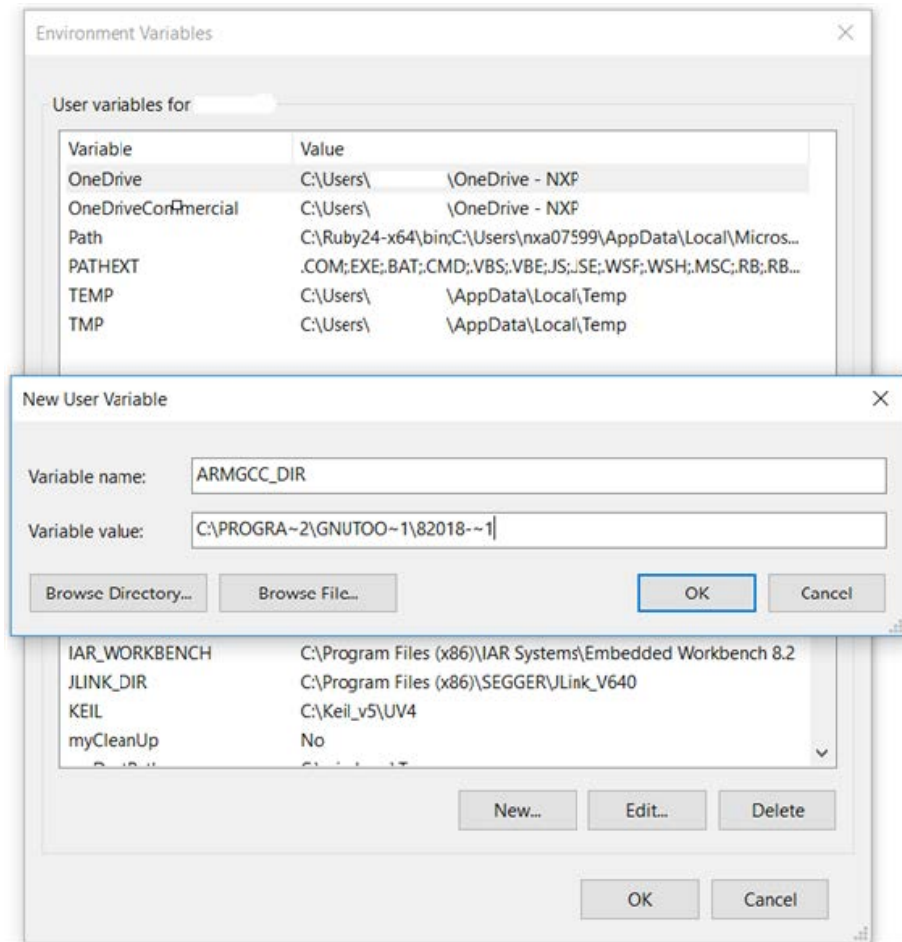 Environment Variables
User variables for
Variable Value
OneDrive C:\Users\ \OneDrive - NXP
OneDriveCommercial C:\Users\ \OneDrive - NXP
Path C:\Ruby24-x64\bin;C:\Users\nxa07599\AppData\Local\Micros...
PATHEXT .COM;.EXE;.BAT;.CMD;.VBS;.VBE;.JS;.JSE;.WSF;.WSH;.MSC;.RB;.RB...
TEMP C:\Users\ \AppData\Local\Temp
TMP C:\Users\ \AppData\Local\Temp
New User Variable
Variable name: ARMGCC_DIR
Variable value: C:\PROGRA~2\GNUTOO~1\82018-~1
Browse Directory... Browse File... OK Cancel
IAR_WORKBENCH C:\Program Files (x86)\IAR Systems\Embedded Workbench 8.2
JLINK_DIR C:\Program Files (x86)\SEGGER\JLink_V640
KEIL C:\Keil_v5\UV4
myCleanUp No
New... Edit... Delete
OK Cancel